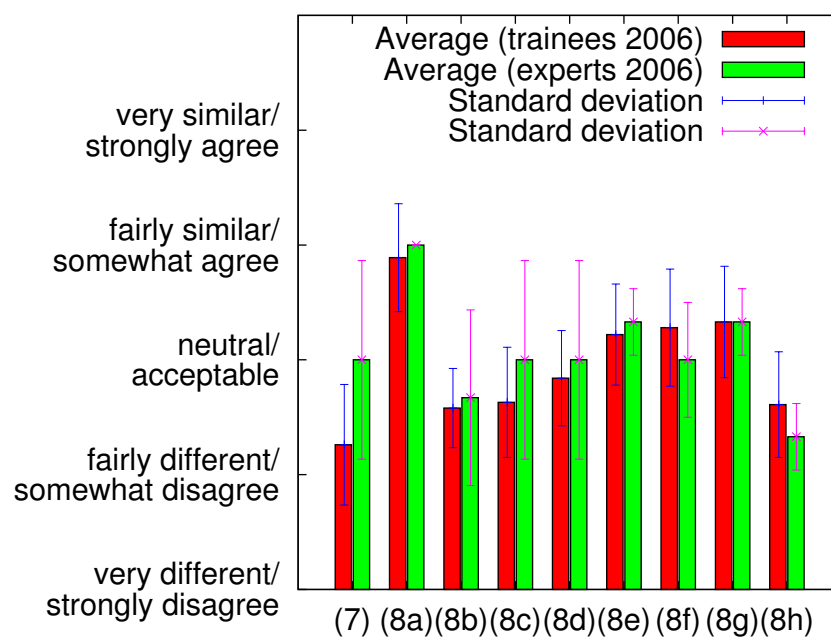 Average (trainees 2006)
Average (experts 2006)
Standard deviation
Standard deviation
very similar/
strongly agree
fairly similar/
somewhat agree
neutral/
acceptable
fairly different/
somewhat disagree
very different/
strongly disagree
(7) (8a) (8b) (8c) (8d) (8e) (8f) (8g) (8h)